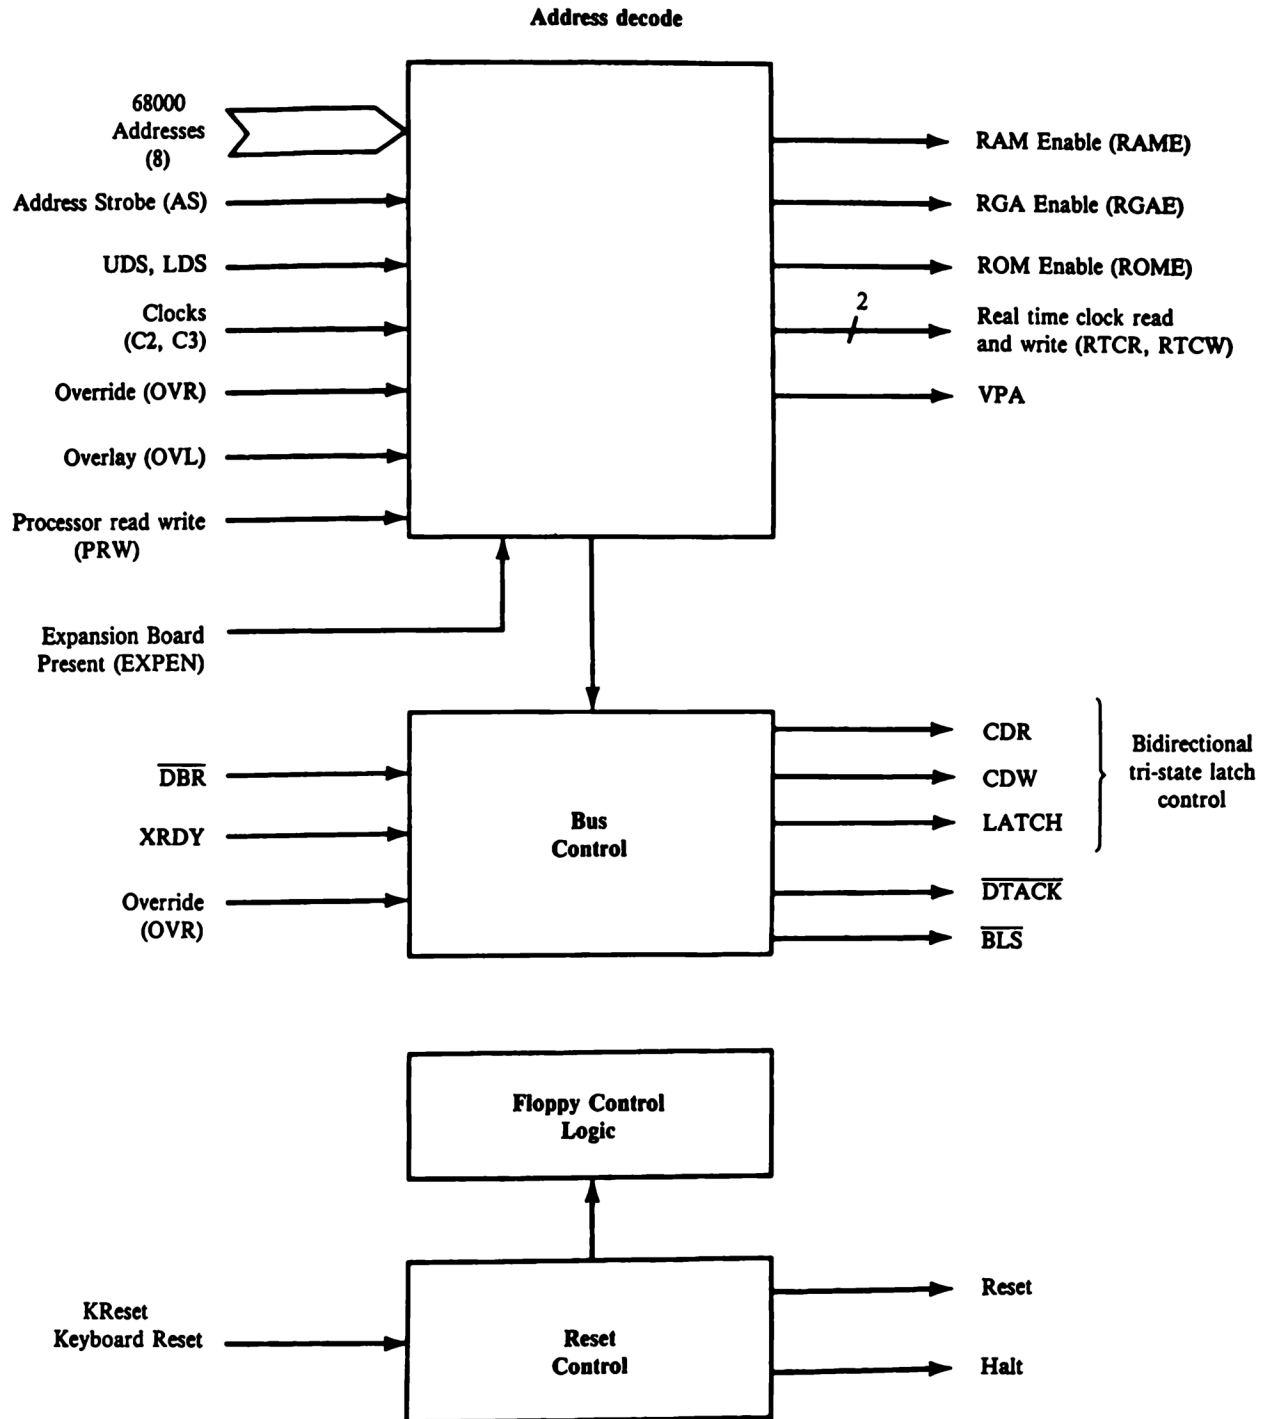 Address decode
68000
Addresses
(8)
Address Strobe (AS)
UDS, LDS
Clocks
(C2, C3)
Override (OVR)
Overlay (OVL)
Processor read write
(PRW)
Expansion Board
Present (EXPEN)
RAM Enable (RAME)
RGA Enable (RGAE)
ROM Enable (ROME)
2
Real time clock read
and write (RTCR, RTCW)
VPA
DBR
XRDY
Override
(OVR)
Bus
Control
CDR
CDW
LATCH
DTACK
BLS
Bidirectional
tri-state latch
control
Floppy Control
Logic
KReset
Keyboard Reset
Reset
Control
Reset
Halt